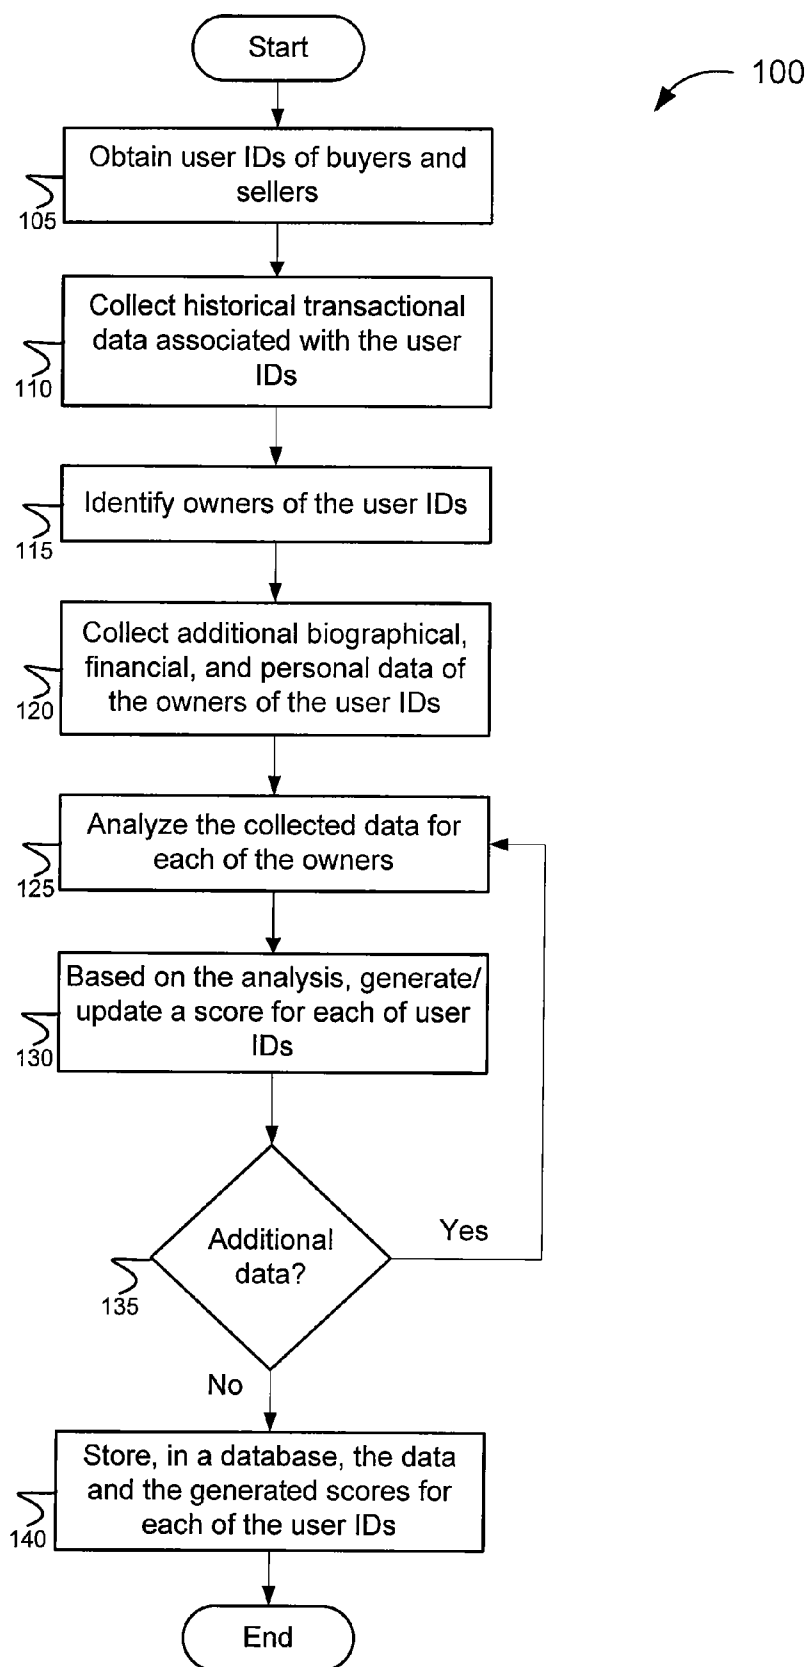 Start
100
Obtain user IDs of buyers and
sellers
105
Collect historical transactional
data associated with the user
IDs
110
Identify owners of the user IDs
115
Collect additional biographical,
financial, and personal data of
the owners of the user IDs
120
Analyze the collected data for
each of the owners
125
Based on the analysis, generate/
update a score for each of user
IDs
130
Additional
data?
Yes
135
No
Store, in a database, the data
and the generated scores for
each of the user IDs
140
End